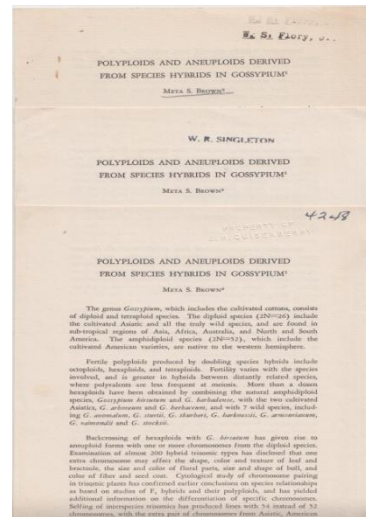 W. S. Flory, Jr.
POLYPLOIDS AND ANEUPLOIDS DERIVED
FROM SPECIES HYBRIDS IN GOSSYPIUM¹
META S. BROWN²
W. R. SINGLETON
POLYPLOIDS AND ANEUPLOIDS DERIVED
FROM SPECIES HYBRIDS IN GOSSYPIUM¹
META S. BROWN²
4208
PROPERTY OF
POLYPLOIDS AND ANEUPLOIDS DERIVED
FROM SPECIES HYBRIDS IN GOSSYPIUM¹
META S. BROWN²
The genus Gossypium, which includes the cultivated cottons, consists
of diploid and tetraploid species. The diploid species (2N=26) include
the cultivated Asiatic and all the truly wild species, and are found in
sub-tropical regions of Asia, Africa, Australia, and North and South
America. The amphidiploid species (2N=52), which include the
cultivated American varieties, are native to the western hemisphere.
Fertile polyploids produced by doubling species hybrids include
octoploids, hexaploids, and tetraploids. Fertility varies with the species
involved, and is greater in hybrids between distantly related species,
where polyvalents are less frequent at meiosis. More than a dozen
hexaploids have been obtained by combining the natural amphidiploid
species, Gossypium hirsutum and G. barbadense, with the two cultivated
Asiatics, G. arboreum and G. herbaceum, and with 7 wild species, includ-
ing G. anomalum, G. sturtii, G. thurberi, G. harknessii, G. armourianum,
G. raimondii and G. stocksii.
Backcrossing of hexaploids with G. hirsutum has given rise to
aneuploid forms with one or more chromosomes from the diploid species.
Examination of almost 200 hybrid trisomic types has disclosed that one
extra chromosome may affect the shape, color and texture of leaf and
bracteole, the size and color of floral parts, size and shape of boll, and
color of fiber and seed coat. Cytological study of chromosome pairing
in trisomic plants has confirmed earlier conclusions on species relationships
as based on studies of F₁ hybrids and their polyploids, and has yielded
additional information on the differentiation of specific chromosomes.
Selfing of interspecies trisomics has produced lines with 54 instead of 52
chromosomes, with the extra pair of chromosomes from Asiatic, American